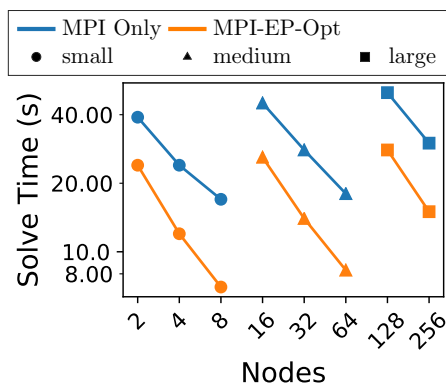 MPI Only MPI-EP-Opt
small medium large
Solve Time (s)
40.00
20.00
10.0
8.00
2 4 8 16 32 64 128 256
Nodes